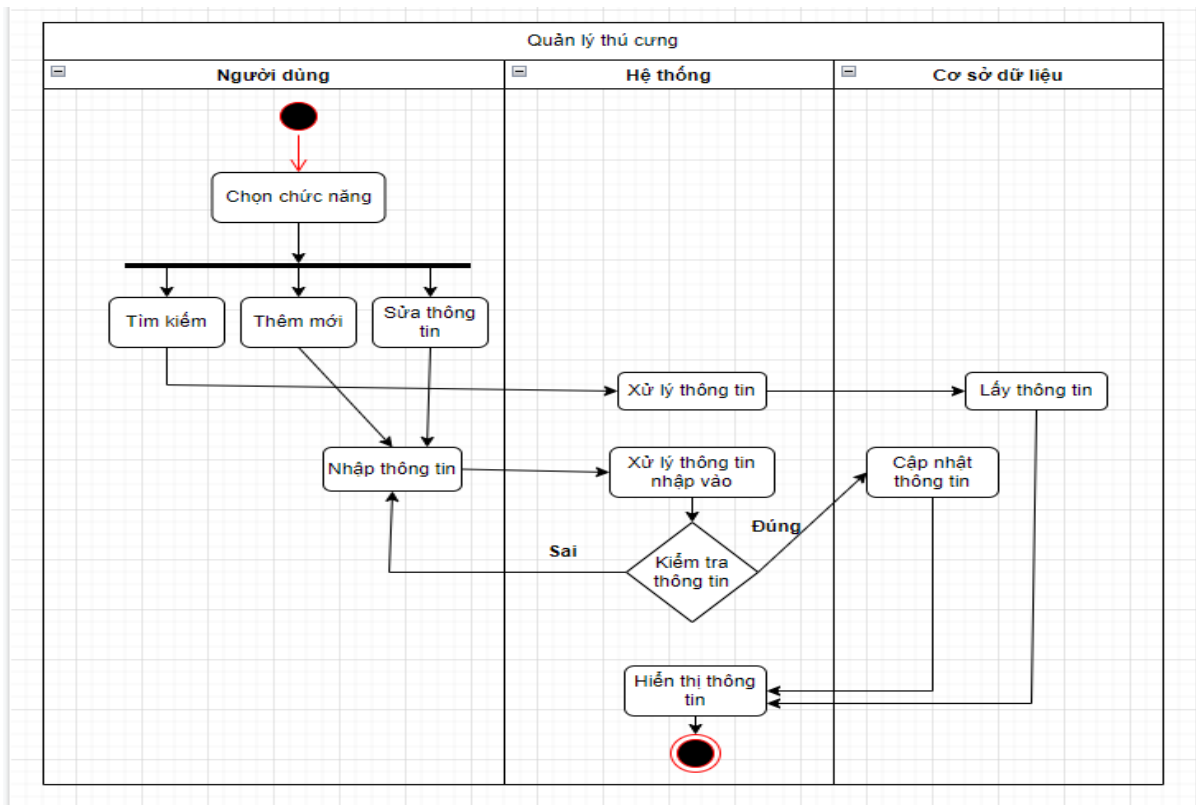 Quản lý thú cưng
Người dùng
Hệ thống
Cơ sở dữ liệu
Chọn chức năng
Tìm kiếm
Thêm mới
Sửa thông
tin
Xử lý thông tin
Lấy thông tin
Nhập thông tin
Xử lý thông tin
nhập vào
Cập nhật
thông tin
Đúng
Sai
Kiểm tra
thông tin
Hiển thị thông
tin